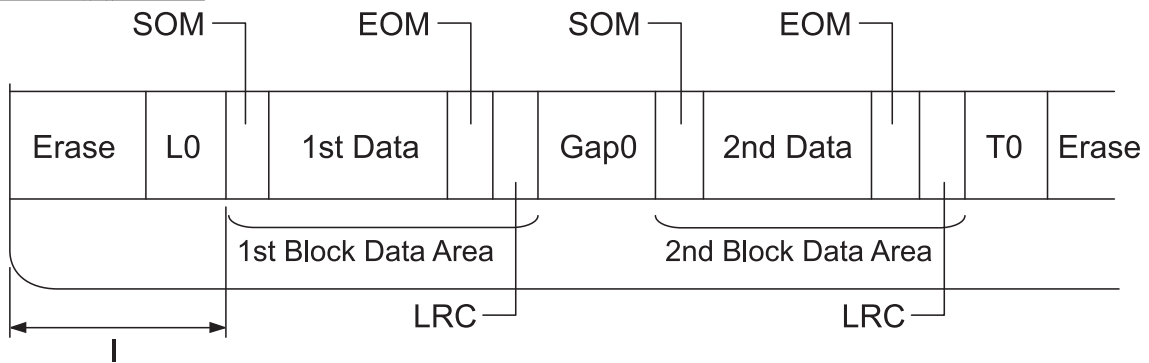 SOM EOM SOM EOM
Erase L0 1st Data Gap0 2nd Data T0 Erase
1st Block Data Area 2nd Block Data Area
LRC LRC
l